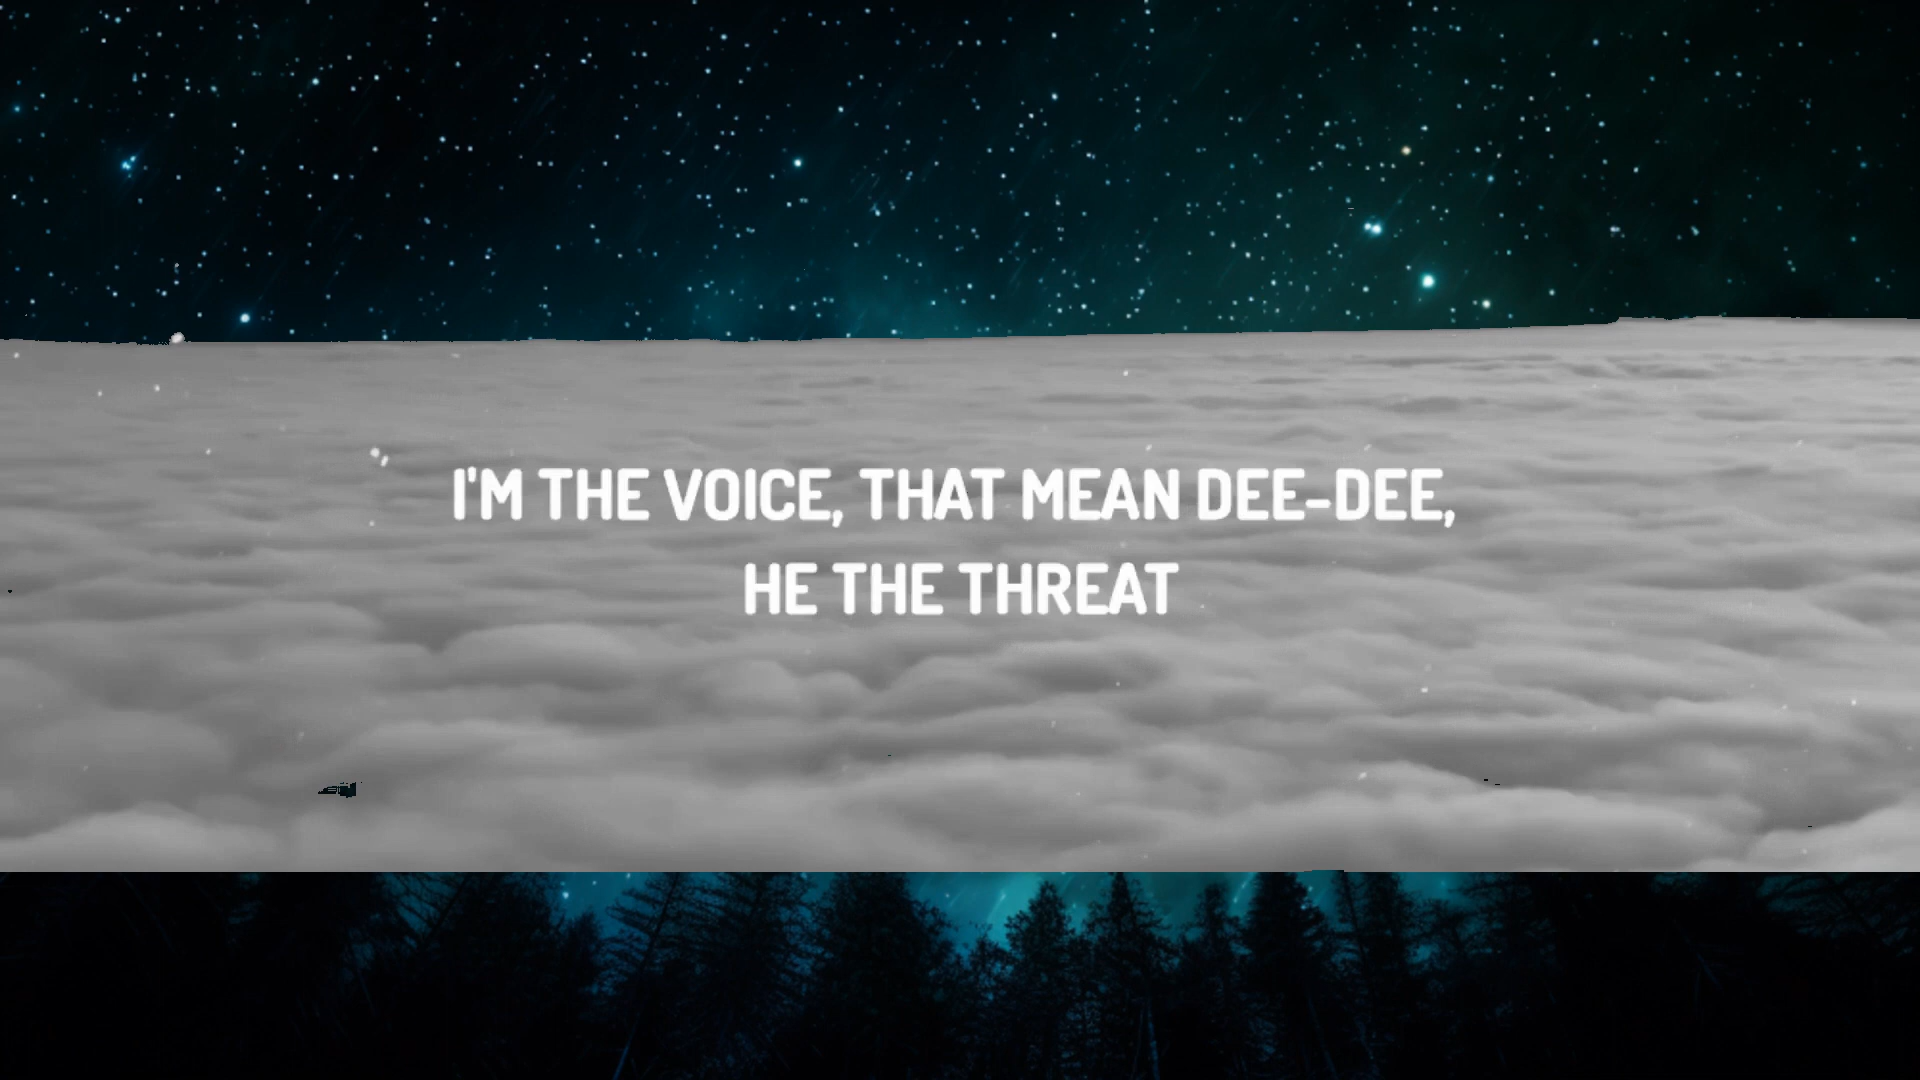 I'M THE VOICE, THAT MEAN DEE-DEE,
HE THE THREAT